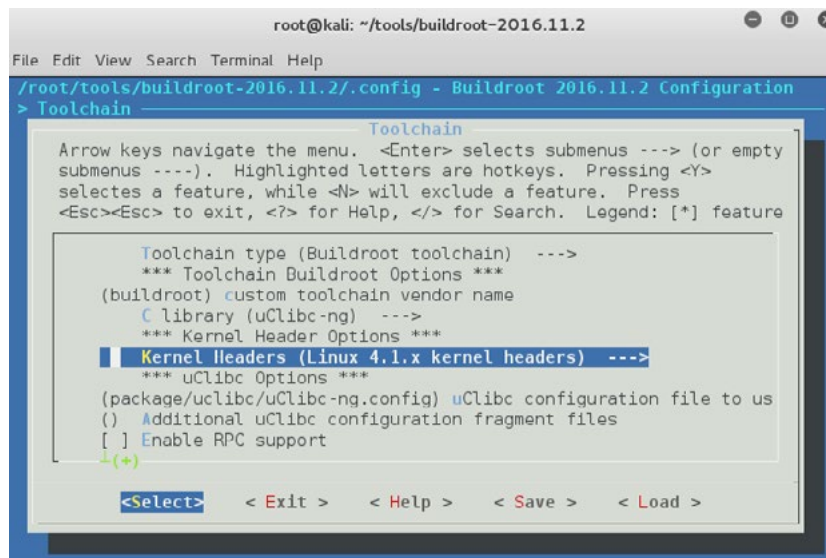 root@kali: ~/tools/buildroot-2016.11.2
File Edit View Search Terminal Help
/root/tools/buildroot-2016.11.2/.config - Buildroot 2016.11.2 Configuration
> Toolchain
Toolchain
Arrow keys navigate the menu. <Enter> selects submenus ---> (or empty
submenus ----). Highlighted letters are hotkeys. Pressing <Y>
selectes a feature, while <N> will exclude a feature. Press
<Esc><Esc> to exit, <?> for Help, </> for Search. Legend: [*] feature
Toolchain type (Buildroot toolchain) --->
*** Toolchain Buildroot Options ***
(buildroot) custom toolchain vendor name
C library (uClibc-ng) --->
*** Kernel Header Options ***
Kernel Headers (Linux 4.1.x kernel headers) --->
*** uClibc Options ***
(package/uclibc/uClibc-ng.config) uClibc configuration file to us
() Additional uClibc configuration fragment files
[ ] Enable RPC support
┴(+)
<Select> < Exit > < Help > < Save > < Load >